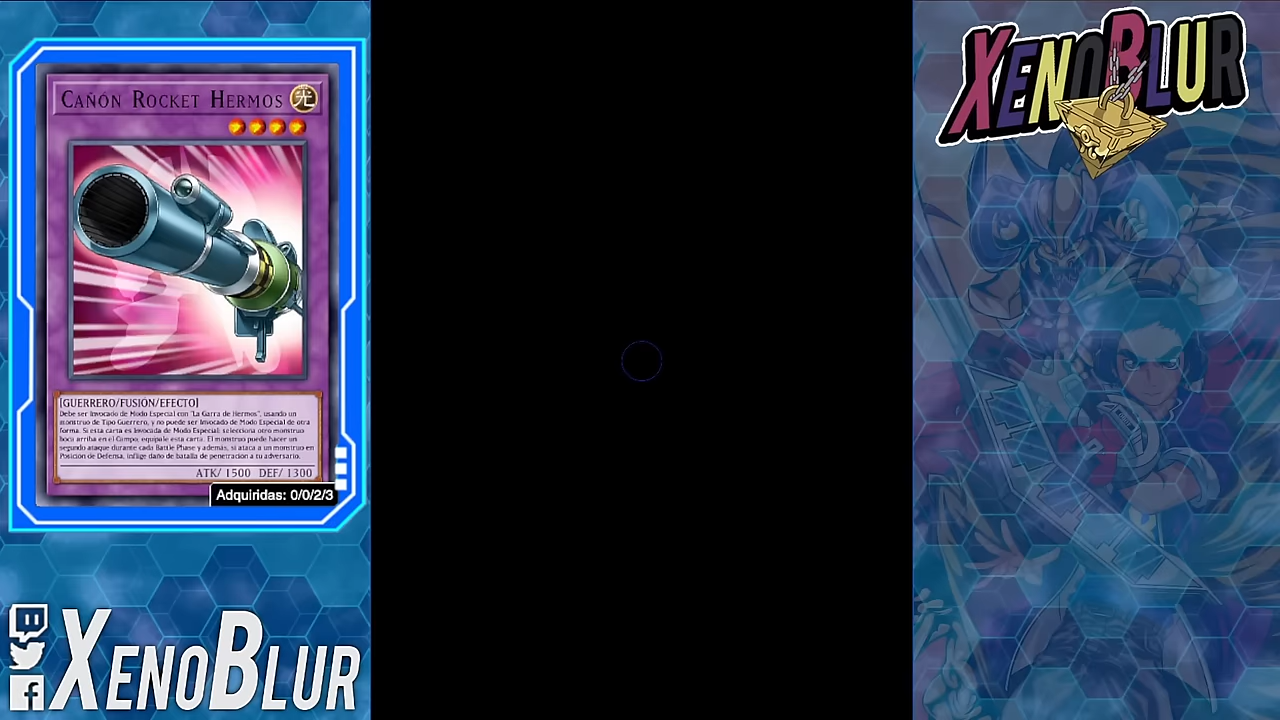 CAÑÓN ROCKET HERMOS
光
[GUERRERO/FUSIÓN/EFECTO]
Debe ser Invocado de Modo Especial con "La Garra de Hermos", usando un
monstruo de Tipo Guerrero, y no puede ser Invocado de Modo Especial de otra
forma. Si esta carta es Invocada de Modo Especial: selecciona otro monstruo
boca arriba en el Campo; equípale esta carta. El monstruo puede hacer un
segundo ataque durante cada Battle Phase y además, si ataca a un monstruo en
Posición de Defensa, inflige daño de batalla de penetración a tu adversario.
ATK/ 1500 DEF/ 1300
Adquiridas: 0/0/2/3
XENOBLUR
XENOBLUR